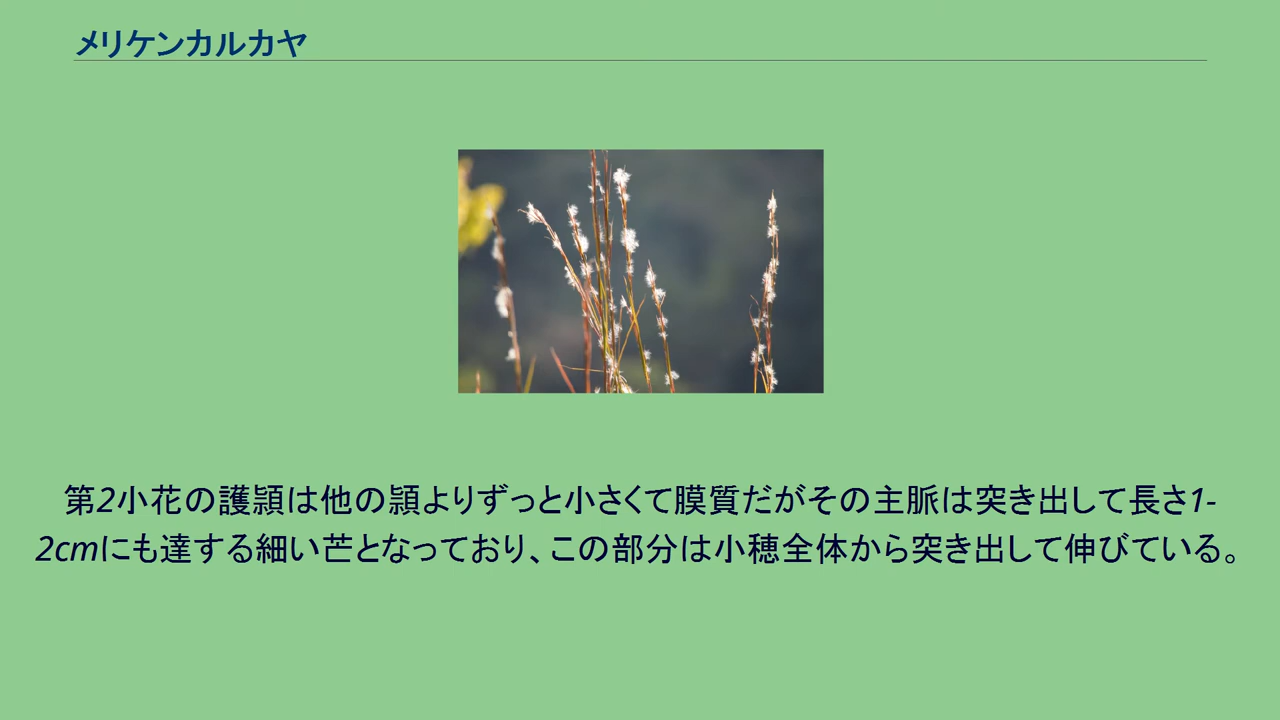 メリケンカルカヤ
第2小花の護頴は他の頴よりずっと小さくて膜質だがその主脈は突き出して長さ1-
2cmにも達する細い芒となっており、この部分は小穂全体から突き出して伸びている。